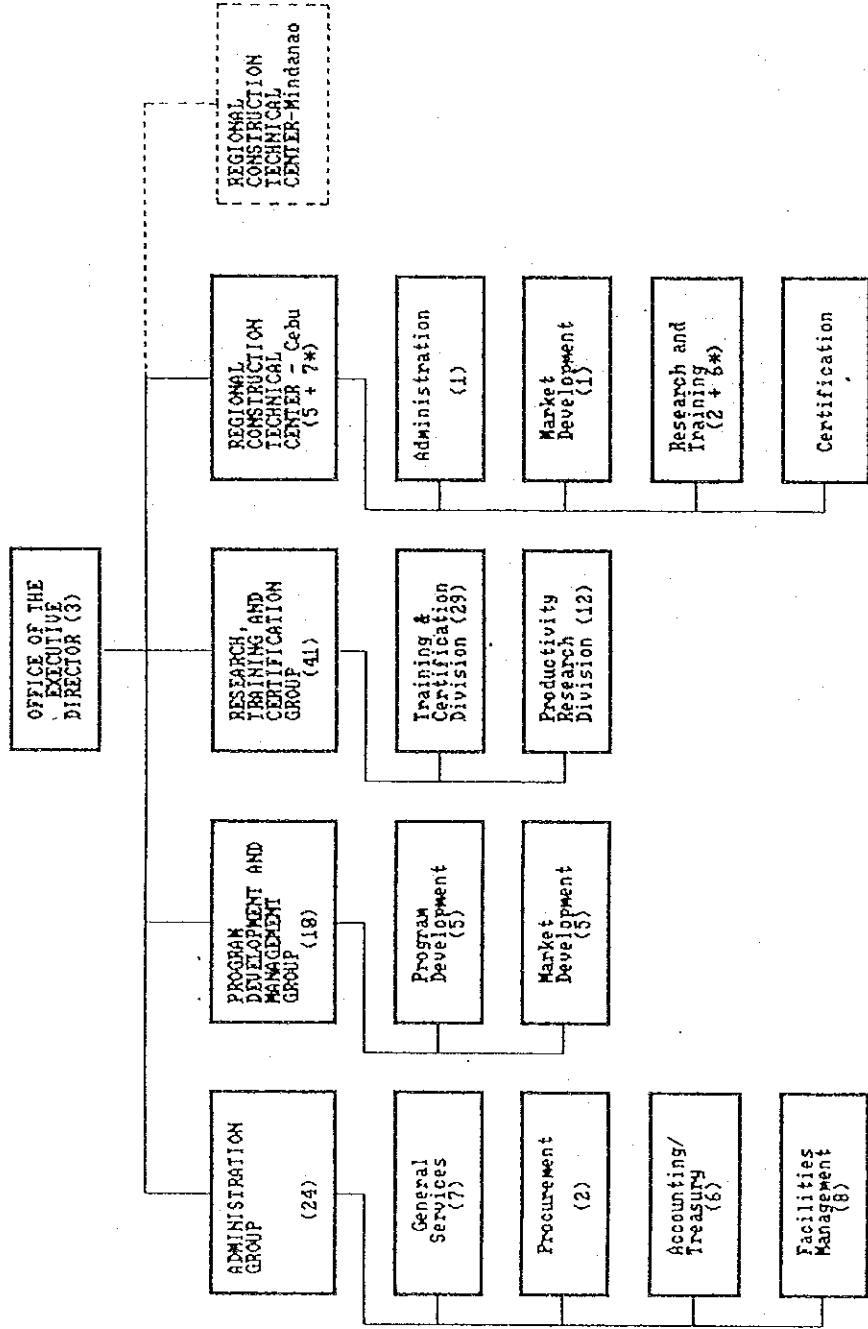 OFFICE OF THE
EXECUTIVE
DIRECTOR (3)
ADMINISTRATION
GROUP
(24)
General
Services
(7)
Procurement
(2)
Accounting/
Treasury
(6)
Facilities
Management
(8)
PROGRAM
DEVELOPMENT AND
MANAGEMENT
GROUP
(10)
Program
Development
(5)
Market
Development
(5)
RESEARCH,
TRAINING AND
CERTIFICATION
GROUP
(41)
Training &
Certification
Division (29)
Productivity
Research
Division (12)
REGIONAL
CONSTRUCTION
TECHNICAL
CENTER - Cebu
(5 + 7*)
Administration
(1)
Market
Development
(1)
Research and
Training
(2 + 6*)
Certification
REGIONAL
CONSTRUCTION
TECHNICAL
CENTER-Mindanao